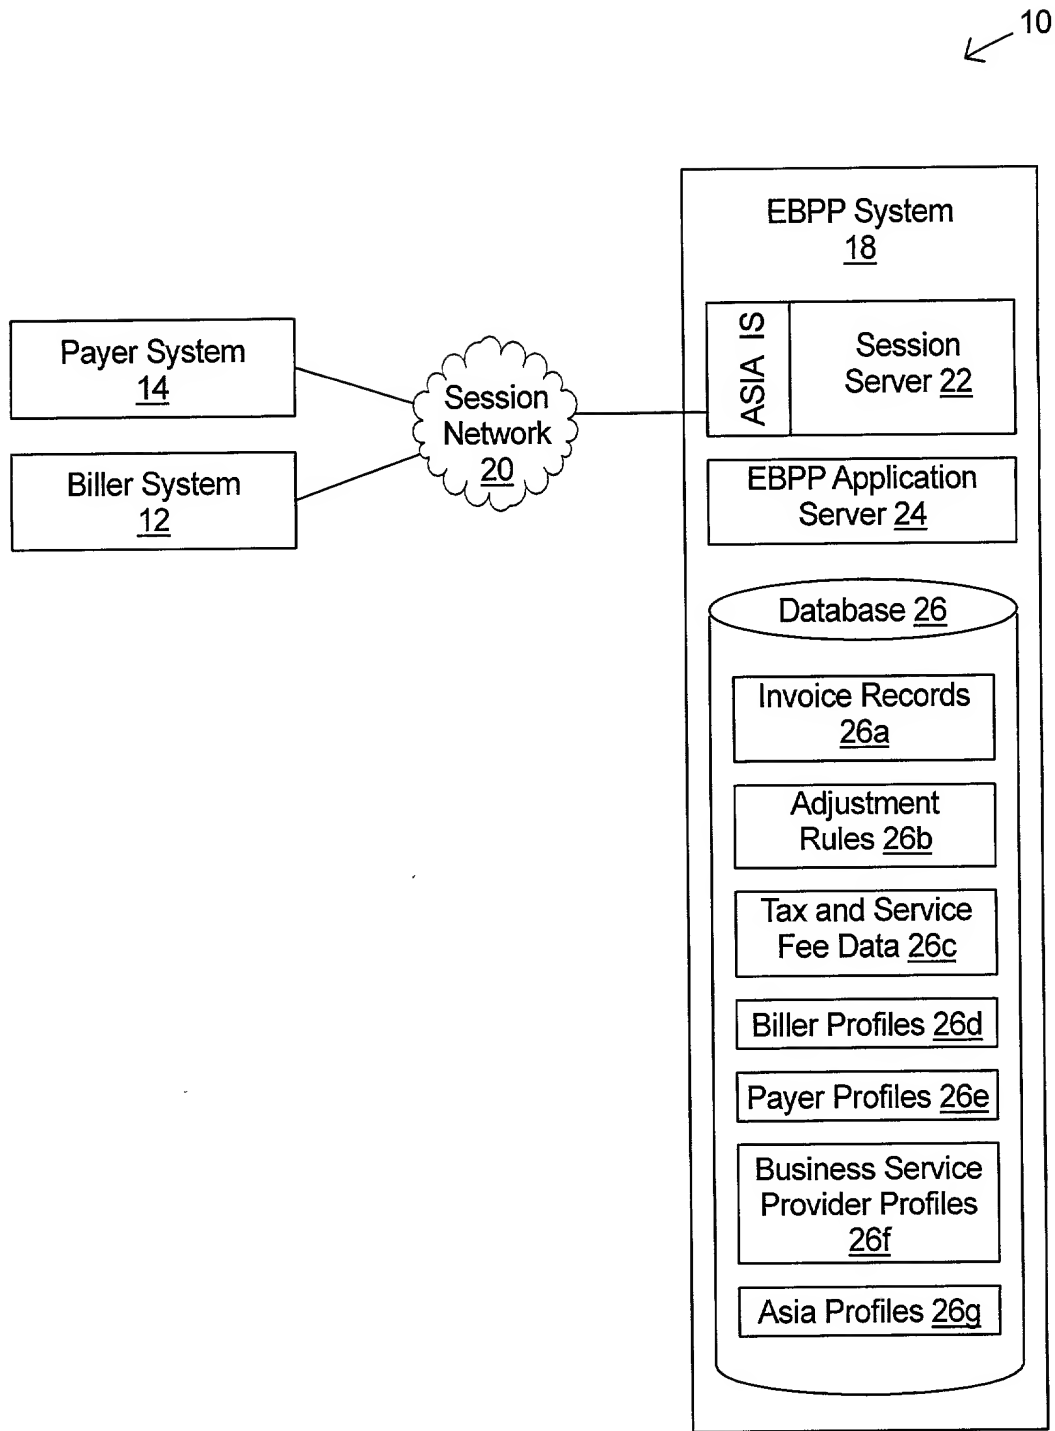 10
EBPP System
18
ASIA IS
Session
Server 22
Payer System
14
Session
Network
20
Biller System
12
EBPP Application
Server 24
Database 26
Invoice Records
26a
Adjustment
Rules 26b
Tax and Service
Fee Data 26c
Biller Profiles 26d
Payer Profiles 26e
Business Service
Provider Profiles
26f
Asia Profiles 26g